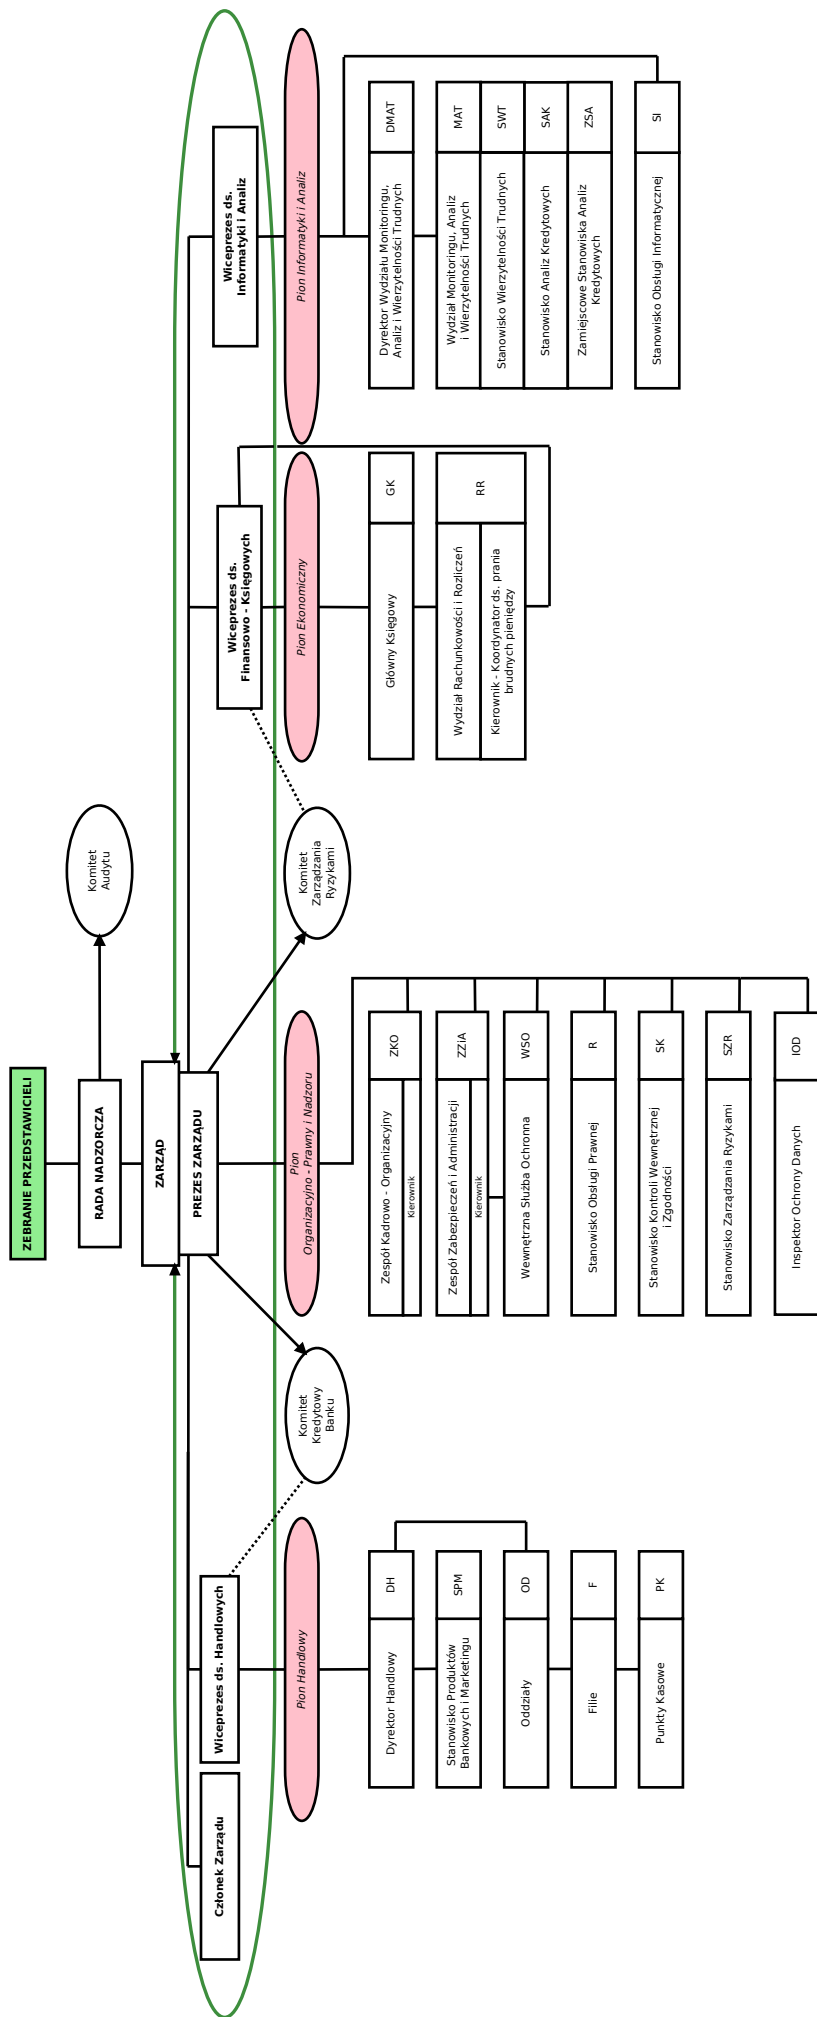 ZEBRANIE PRZEDSTAWICIELI
RADA NADZORCZA
Komitet
Audytu
ZARZĄD
PREZES ZARZĄDU
Członek Zarządu
Wiceprezes ds. Handlowych
Wiceprezes ds.
Finansowo - Księgowych
Wiceprezes ds.
Informatyki i Analiz
Komitet
Kredytowy
Banku
Komitet
Zarządzania
Ryzykami
Pion Handlowy
Dyrektor Handlowy
DH
Stanowisko Produktów
Bankowych i Marketingu
SPM
Oddziały
OD
Filie
F
Punkty Kasowe
PK
Pion
Organizacyjno - Prawny i Nadzoru
Zespół Kadrowo - Organizacyjny
Kierownik
ZKO
Zespół Zabezpieczeń i Administracji
Kierownik
ZZiA
Wewnętrzna Służba Ochronna
WSO
Stanowisko Obsługi Prawnej
R
Stanowisko Kontroli Wewnętrznej
i Zgodności
SK
Stanowisko Zarządzania Ryzykami
SZR
Inspektor Ochrony Danych
IOD
Pion Ekonomiczny
Główny Księgowy
GK
Wydział Rachunkowości i Rozliczeń
Kierownik - Koordynator ds. prania
brudnych pieniędzy
RR
Pion Informatyki i Analiz
Dyrektor Wydziału Monitoringu,
Analiz i Wierzytelności Trudnych
DMAT
Wydział Monitoringu, Analiz
i Wierzytelności Trudnych
MAT
Stanowisko Wierzytelności Trudnych
SWT
Stanowisko Analiz Kredytowych
SAK
Zamiejscowe Stanowiska Analiz
Kredytowych
ZSA
Stanowisko Obsługi Informatycznej
SI